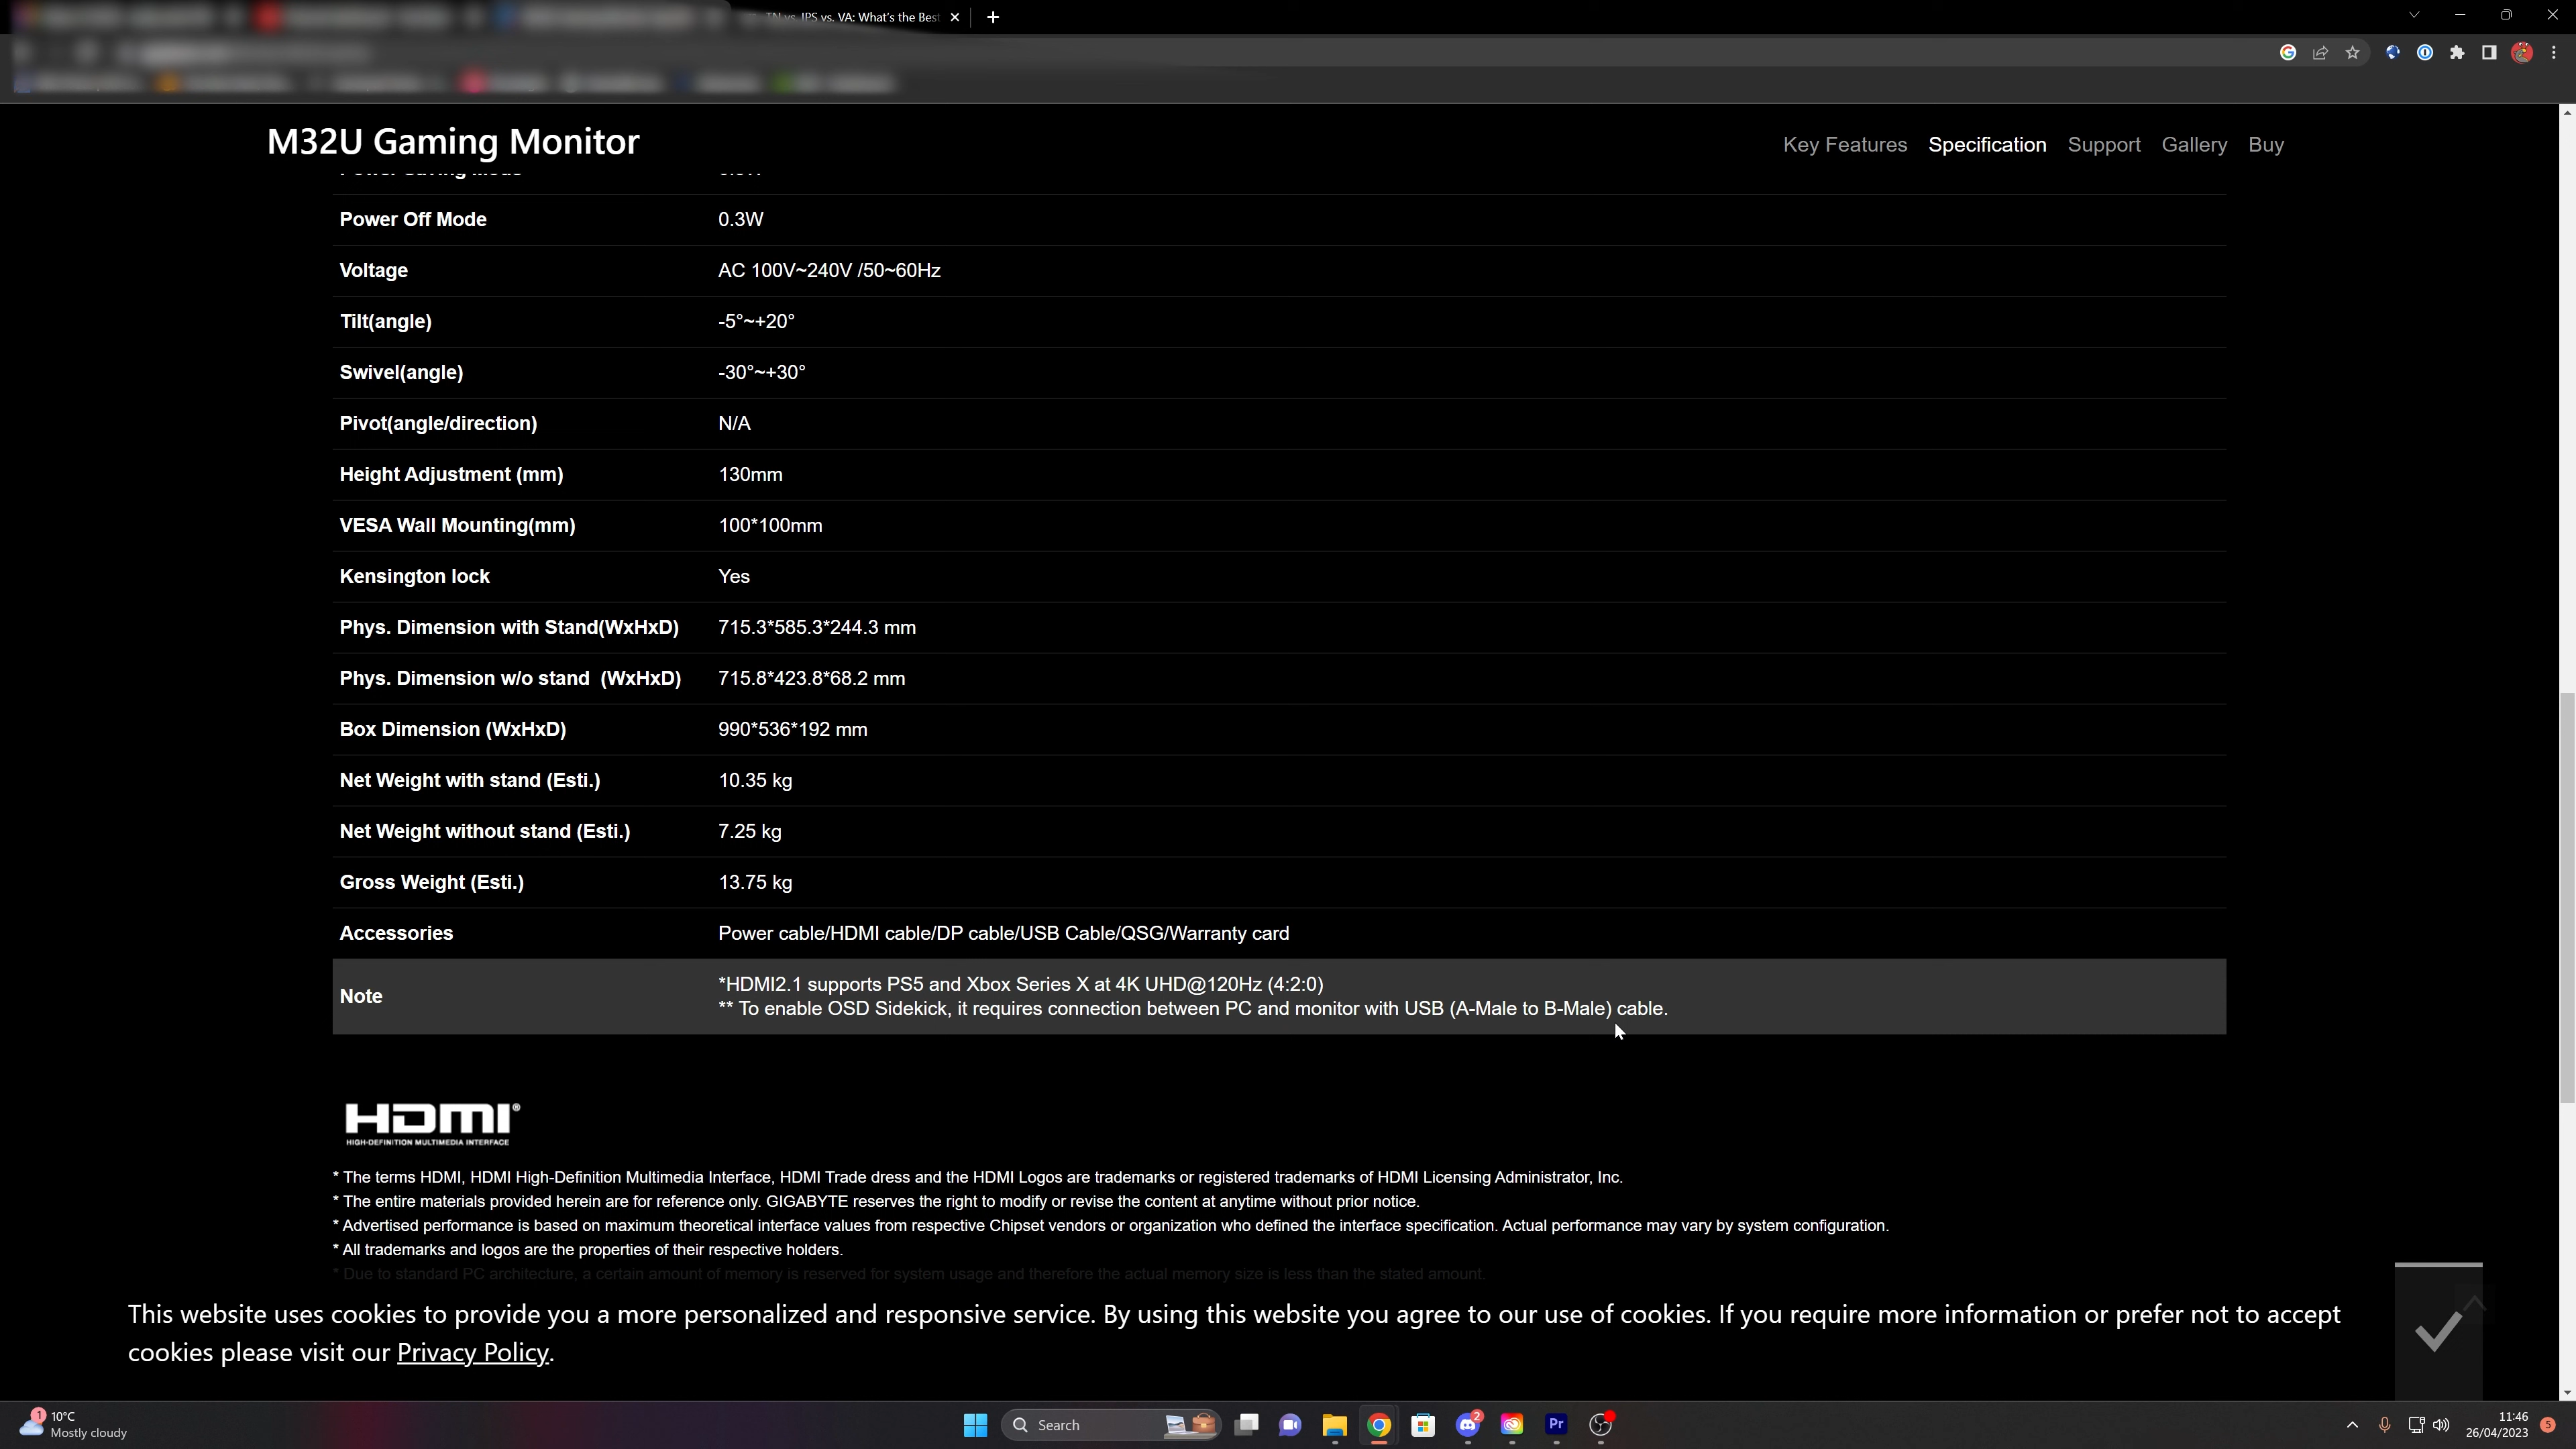 TN vs. IPS vs. VA: What's the Best
M32U Gaming Monitor
Key Features Specification Support Gallery Buy
Power Off Mode 0.3W
Voltage AC 100V~240V /50~60Hz
Tilt(angle) -5°~+20°
Swivel(angle) -30°~+30°
Pivot(angle/direction) N/A
Height Adjustment (mm) 130mm
VESA Wall Mounting(mm) 100*100mm
Kensington lock Yes
Phys. Dimension with Stand(WxHxD) 715.3*585.3*244.3 mm
Phys. Dimension w/o stand (WxHxD) 715.8*423.8*68.2 mm
Box Dimension (WxHxD) 990*536*192 mm
Net Weight with stand (Esti.) 10.35 kg
Net Weight without stand (Esti.) 7.25 kg
Gross Weight (Esti.) 13.75 kg
Accessories Power cable/HDMI cable/DP cable/USB Cable/QSG/Warranty card
Note *HDMI2.1 supports PS5 and Xbox Series X at 4K UHD@120Hz (4:2:0)
** To enable OSD Sidekick, it requires connection between PC and monitor with USB (A-Male to B-Male) cable.
HDMI®
HIGH-DEFINITION MULTIMEDIA INTERFACE
* The terms HDMI, HDMI High-Definition Multimedia Interface, HDMI Trade dress and the HDMI Logos are trademarks or registered trademarks of HDMI Licensing Administrator, Inc.
* The entire materials provided herein are for reference only. GIGABYTE reserves the right to modify or revise the content at anytime without prior notice.
* Advertised performance is based on maximum theoretical interface values from respective Chipset vendors or organization who defined the interface specification. Actual performance may vary by system configuration.
* All trademarks and logos are the properties of their respective holders.
* Due to standard PC architecture, a certain amount of memory is reserved for system usage and therefore the actual memory size is less than the stated amount.
This website uses cookies to provide you a more personalized and responsive service. By using this website you agree to our use of cookies. If you require more information or prefer not to accept
cookies please visit our Privacy Policy.
1 10°C
Mostly cloudy
Search
2
Pr
11:46
26/04/2023
5